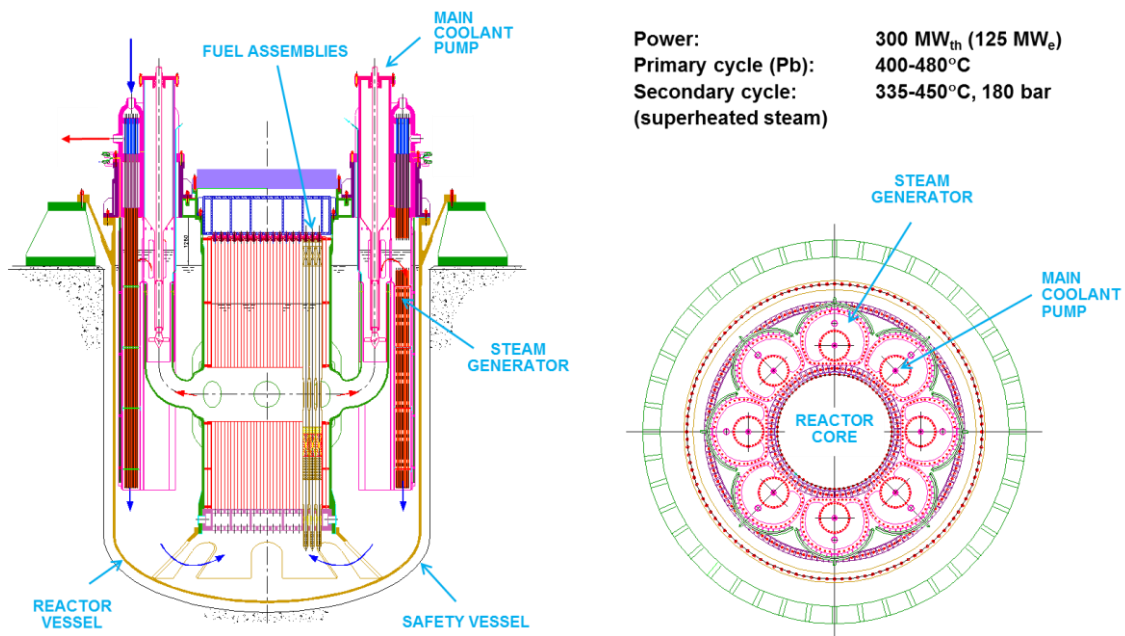 MAIN
COOLANT
PUMP
FUEL ASSEMBLIES
1250
STEAM
GENERATOR
REACTOR
VESSEL
SAFETY VESSEL
Power: 300 MWth (125 MWe)
Primary cycle (Pb): 400-480°C
Secondary cycle: 335-450°C, 180 bar
(superheated steam)
STEAM
GENERATOR
MAIN
COOLANT
PUMP
REACTOR
CORE